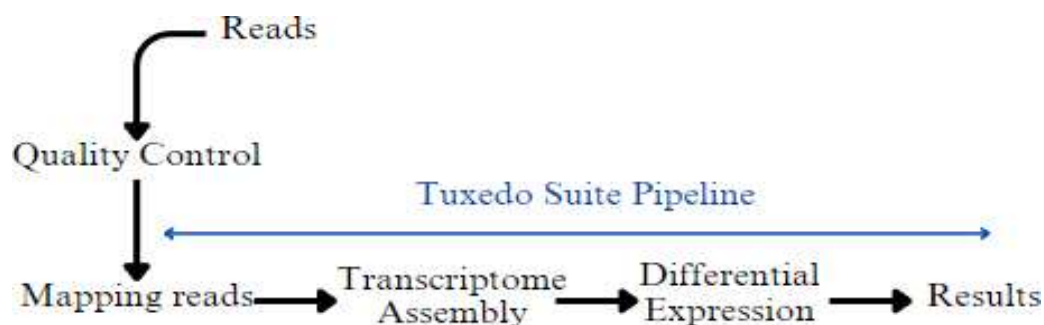 Reads
Quality Control
Tuxedo Suite Pipeline
Mapping reads
Transcriptome
Assembly
Differential
Expression
Results